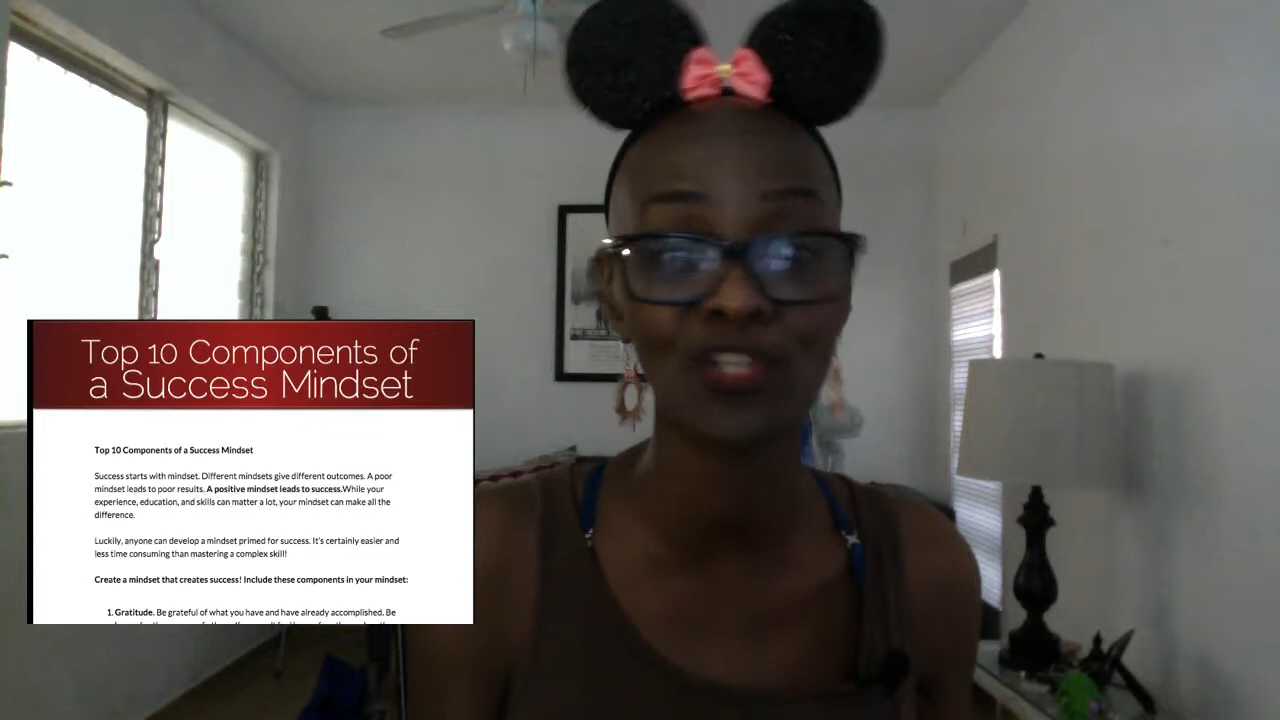 Top 10 Components of
a Success Mindset
Top 10 Components of a Success Mindset
Success starts with mindset. Different mindsets give different outcomes. A poor
mindset leads to poor results. A positive mindset leads to success.While your
experience, education, and skills can matter a lot, your mindset can make all the
difference.
Luckily, anyone can develop a mindset primed for success. It's certainly easier and
less time consuming than mastering a complex skill!
Create a mindset that creates success! Include these components in your mindset:
1. Gratitude. Be grateful of what you have and have already accomplished. Be